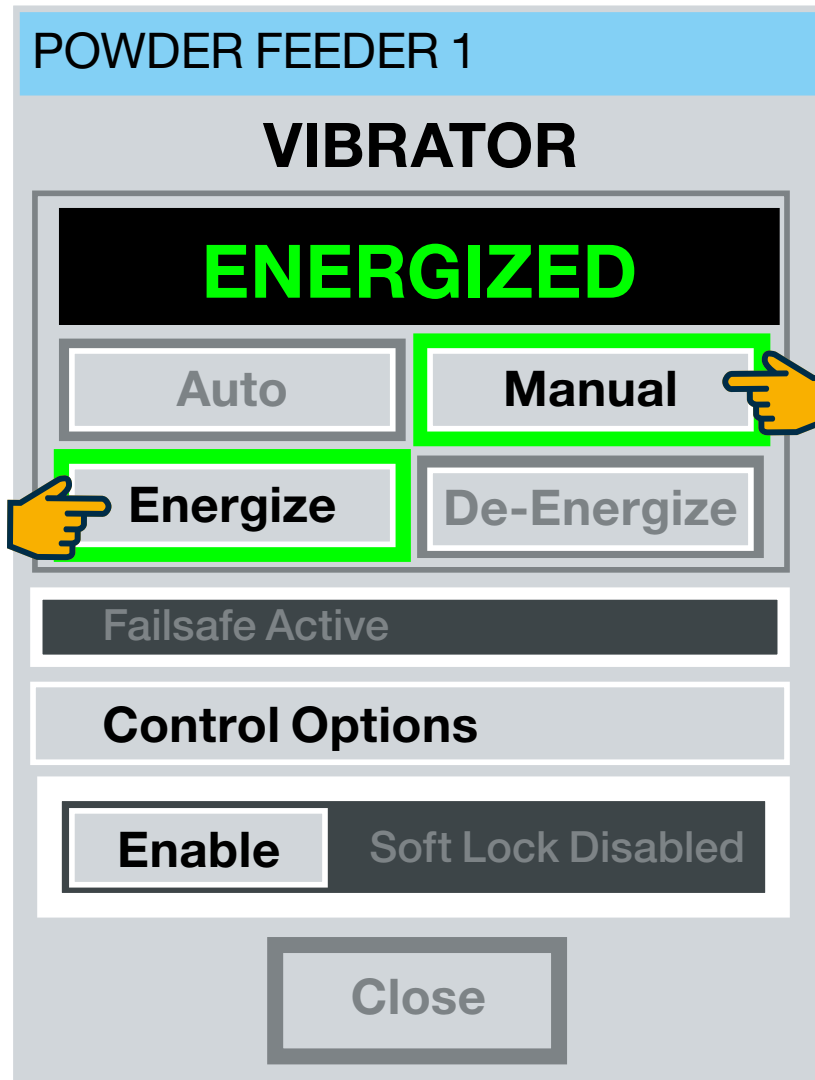 POWDER FEEDER 1
VIBRATOR
ENERGIZED
Auto
Manual
Energize
De-Energize
Failsafe Active
Control Options
Enable
Soft Lock Disabled
Close